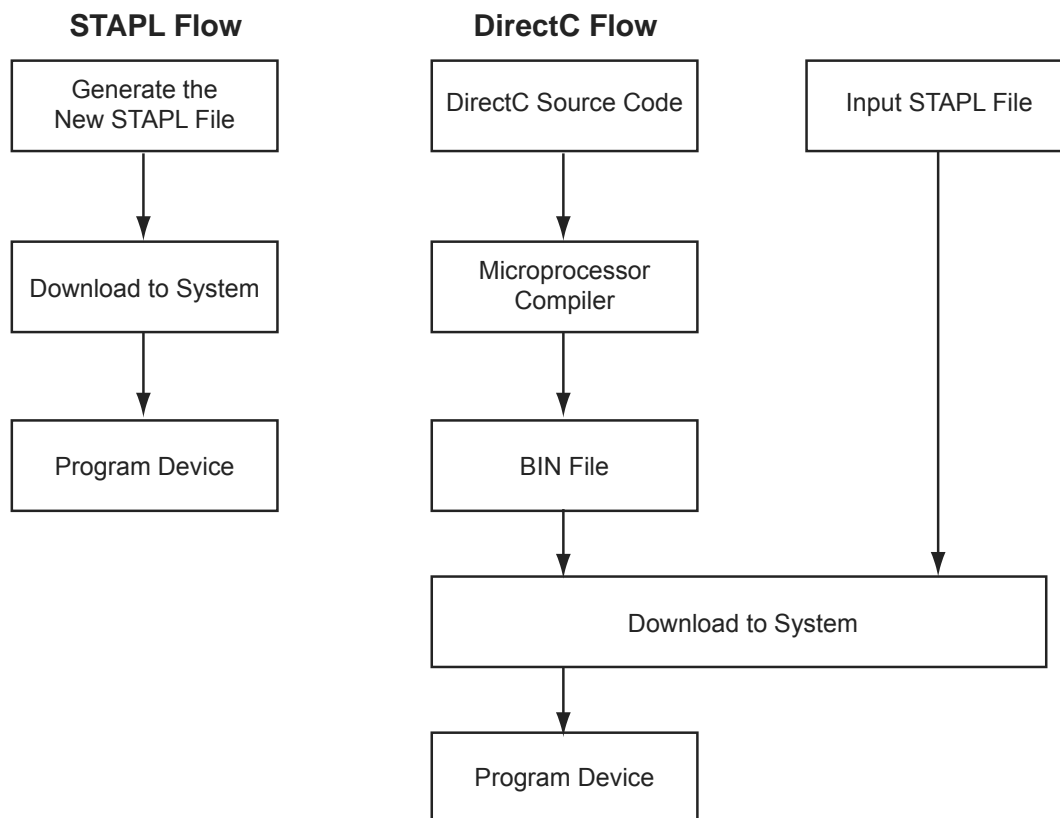 STAPL Flow
Generate the
New STAPL File
Download to System
Program Device
DirectC Flow
DirectC Source Code
Input STAPL File
Microprocessor
Compiler
BIN File
Download to System
Program Device